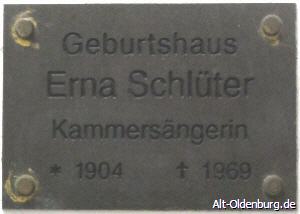 Geburtshaus
Erna Schlüter
Kammersängerin
* 1904 † 1969
Alt-Oldenburg.de